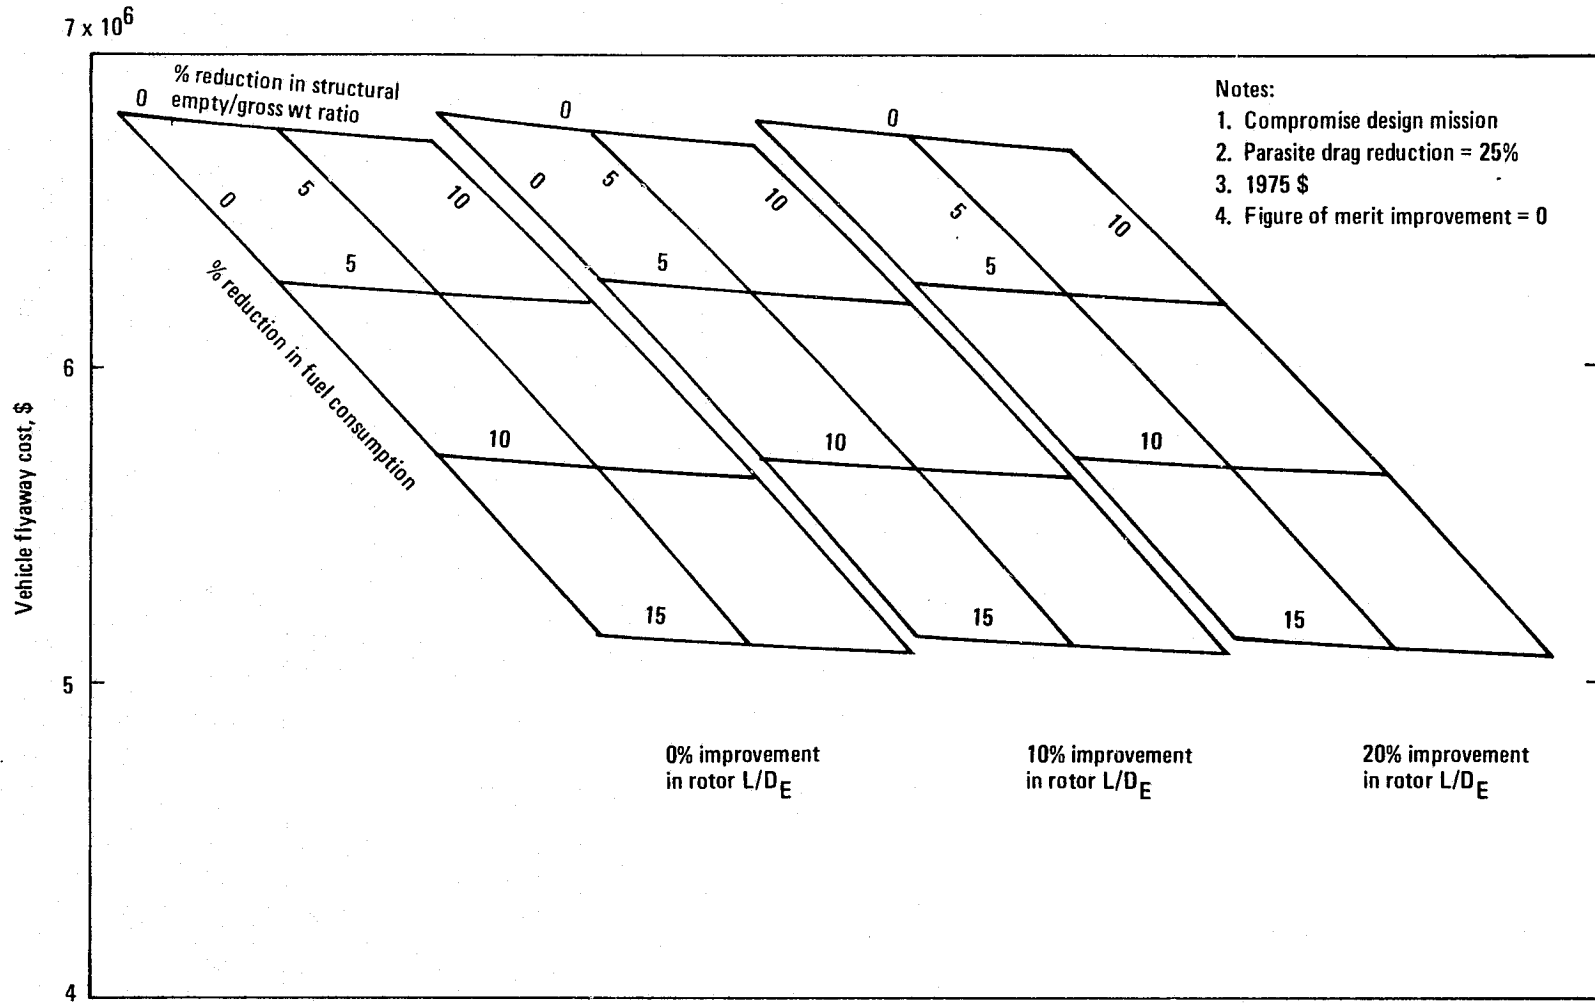 7 x 10⁶
% reduction in structural
empty/gross wt ratio
0
0
0
Notes:
1. Compromise design mission
2. Parasite drag reduction = 25%
3. 1975 $
4. Figure of merit improvement = 0
0
5
10
0
5
10
5
10
5
5
5
% reduction in fuel consumption
6
Vehicle flyaway cost, $
10
10
10
15
15
15
5
0% improvement
in rotor L/D_E
10% improvement
in rotor L/D_E
20% improvement
in rotor L/D_E
4